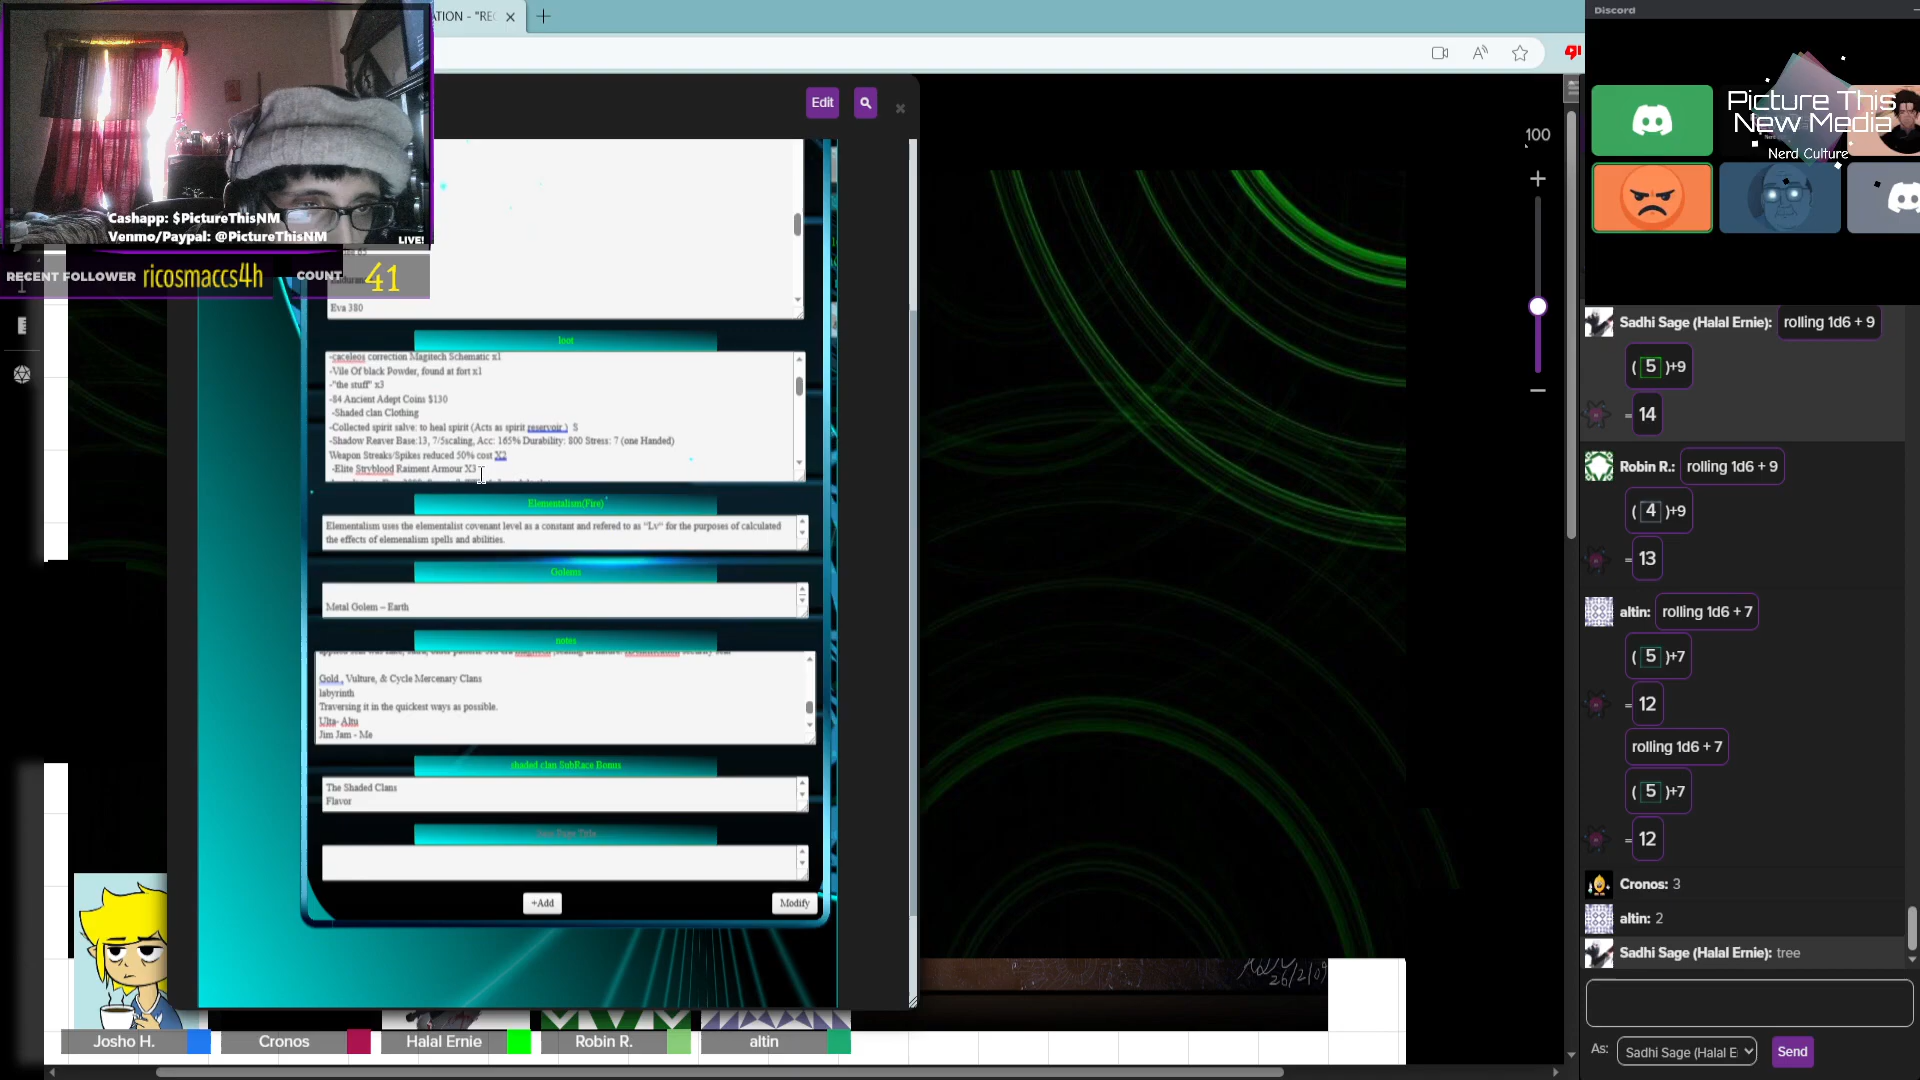 ATION - "REC
Discord
Picture This
New Media
Nerd Culture
Edit
100
Cashapp: $PictureThisNM
Venmo/Paypal: @PictureThisNM
LIVE!
RECENT FOLLOWER ricosmaccs4h COUNT 41
Eva 380
loot
-caceleos correction Magitech Schematic x1
-Vile Of black Powder, found at fort x1
-"the stuff" x3
-84 Ancient Adept Coins $130
-Shaded clan Clothing
-Collected spirit salve: to heal spirit (Acts as spirit reservoir ) S
-Shadow Reaver Base:13, 7/5scaling, Acc: 165% Durability: 800 Stress: 7 (one Handed)
Weapon Streaks/Spikes reduced 50% cost X2
-Elite Stryblood Raiment Armour X3
Elementalism(Fire)
Elementalism uses the elementalist covenant level as a constant and refered to as "Lv" for the purposes of calculated
the effects of elemenalism spells and abilities.
Golems
Metal Golem – Earth
notes
Gold , Vulture, & Cycle Mercenary Clans
labyrinth
Traversing it in the quickest ways as possible.
Ulta- Altu
Jim Jam - Me
shaded clan SubRace Bonus
The Shaded Clans
Flavor
New Page Title
+Add
Modify
Josho H.
Cronos
Halal Ernie
Robin R.
altin
Sadhi Sage (Halal Ernie): rolling 1d6 + 9
( 5 )+9
= 14
Robin R.: rolling 1d6 + 9
( 4 )+9
= 13
altin: rolling 1d6 + 7
( 5 )+7
= 12
rolling 1d6 + 7
( 5 )+7
= 12
Cronos: 3
altin: 2
Sadhi Sage (Halal Ernie): tree
As: Sadhi Sage (Halal E
Send